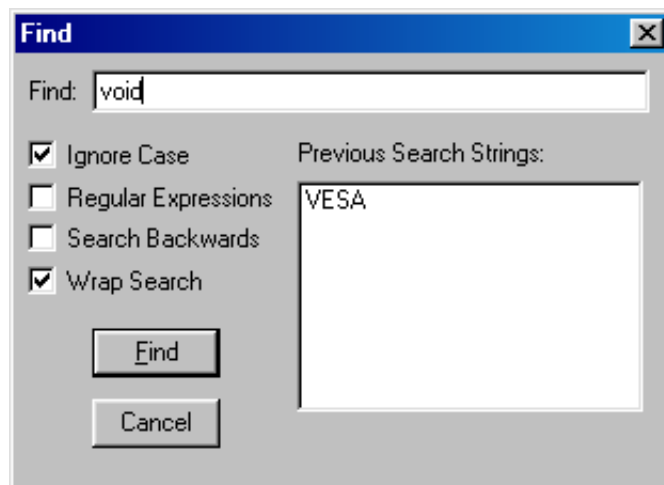 Find
Find: void
Ignore Case
Regular Expressions
Search Backwards
Wrap Search
Previous Search Strings:
VESA
Find
Cancel